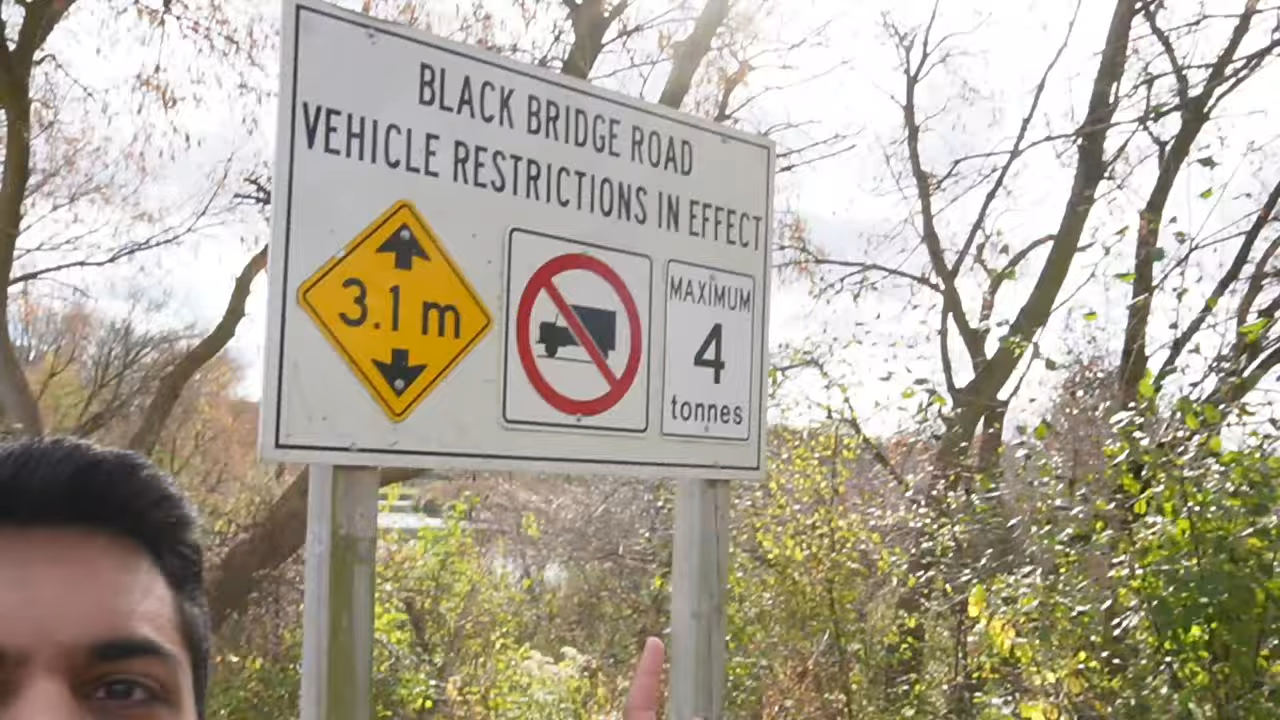 BLACK BRIDGE ROAD
VEHICLE RESTRICTIONS IN EFFECT
3.1 m
MAXIMUM
4
tonnes